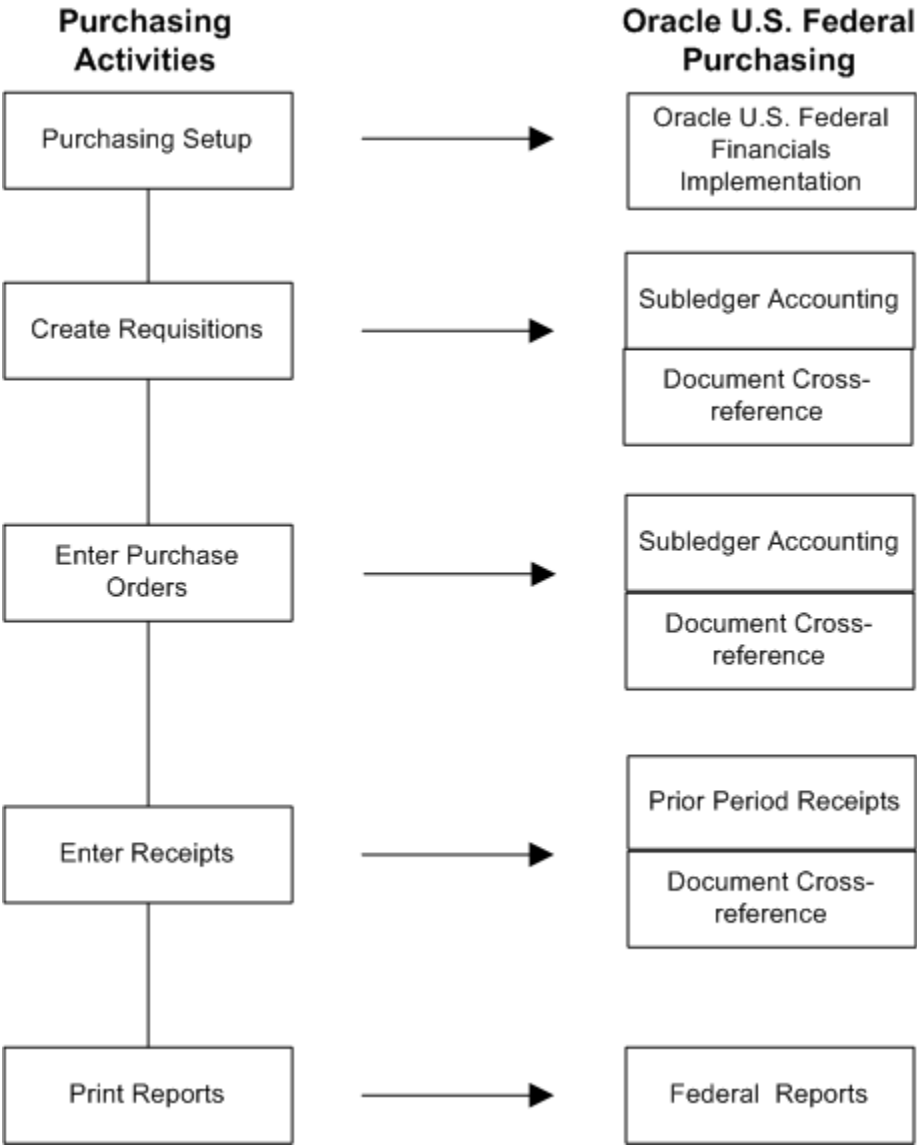 Purchasing
Activities
Oracle U.S. Federal
Purchasing
Purchasing Setup
Oracle U.S. Federal
Financials
Implementation
Create Requisitions
Subledger Accounting
Document Cross-
reference
Enter Purchase
Orders
Subledger Accounting
Document Cross-
reference
Enter Receipts
Prior Period Receipts
Document Cross-
reference
Print Reports
Federal Reports